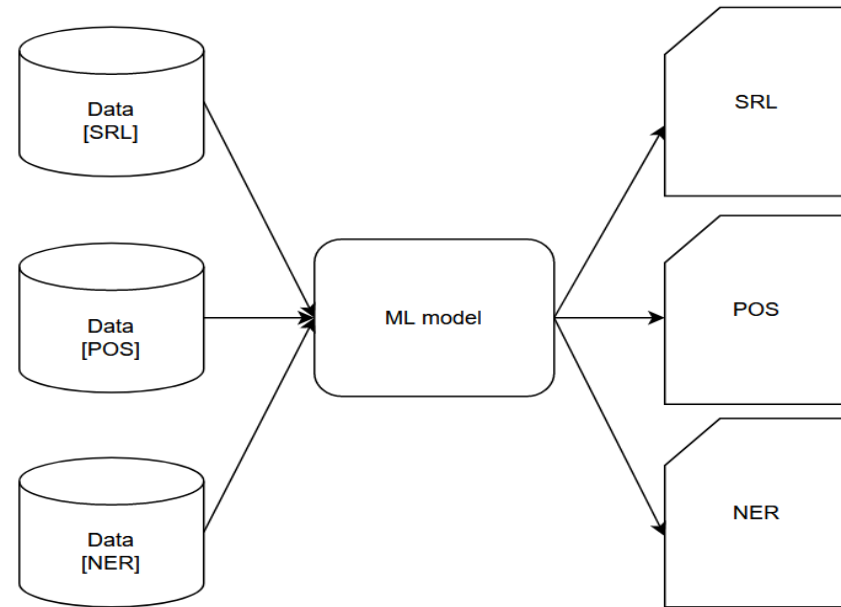 Data
[SRL]
SRL
Data
[POS]
ML model
POS
Data
[NER]
NER